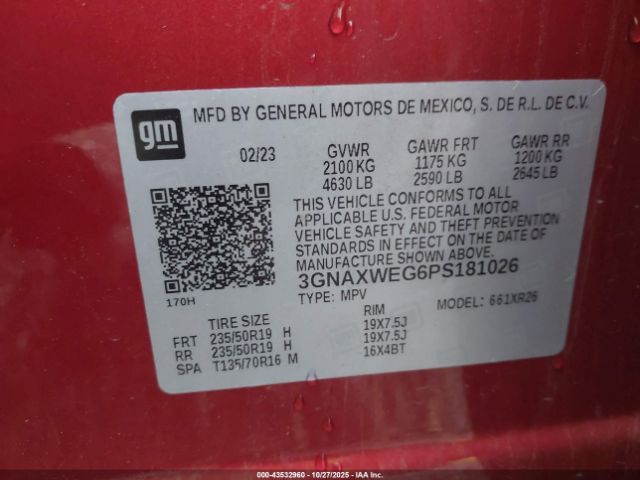 gm
MFD BY GENERAL MOTORS DE MEXICO, S. DE R.L. DE C.V.
02/23 GVWR GAWR FRT GAWR RR
2100 KG 1175 KG 1200 KG
4630 LB 2590 LB 2645 LB
THIS VEHICLE CONFORMS TO ALL
APPLICABLE U.S. FEDERAL MOTOR
VEHICLE SAFETY AND THEFT PREVENTION
STANDARDS IN EFFECT ON THE DATE OF
MANUFACTURE SHOWN ABOVE.
3GNAXWEG6PS181026
170H
TYPE: MPV MODEL: 661XR26
TIRE SIZE RIM
FRT 235/50R19 H 19X7.5J
RR 235/50R19 H 19X7.5J
SPA T135/70R16 M 16X4BT
000-43532960 - 10/27/2025 - IAAI CORP.